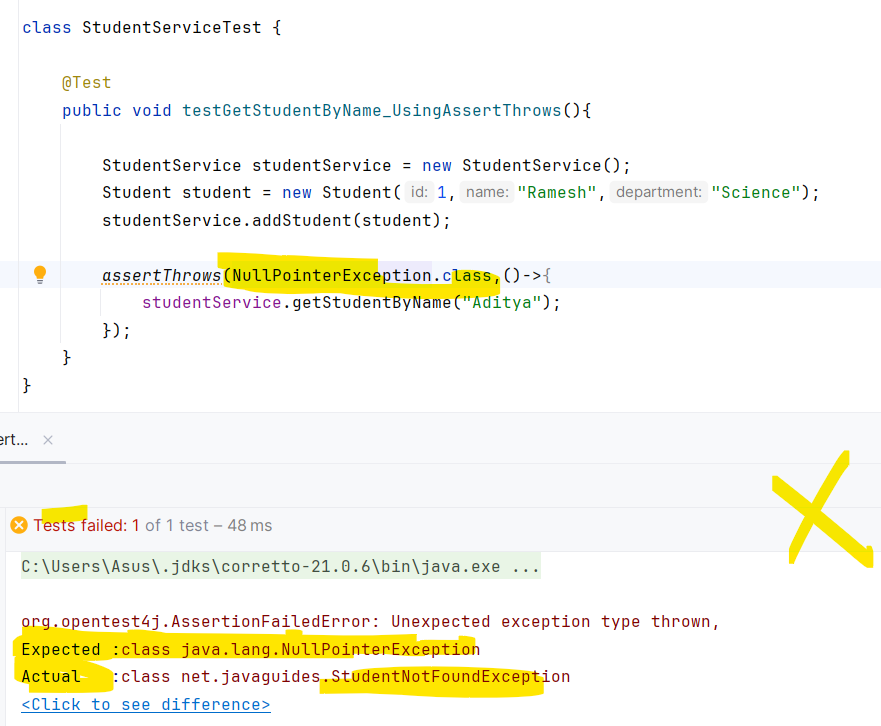 class StudentServiceTest {
@Test
public void testGetStudentByName_UsingAssertThrows(){
StudentService studentService = new StudentService();
Student student = new Student( id: 1, name: "Ramesh", department: "Science");
studentService.addStudent(student);
assertThrows(NullPointerException.class,()->{
studentService.getStudentByName("Aditya");
});
}
}
ert...
Tests failed: 1 of 1 test – 48 ms
C:\Users\Asus\.jdks\corretto-21.0.6\bin\java.exe ...
org.opentest4j.AssertionFailedError: Unexpected exception type thrown,
Expected :class java.lang.NullPointerException
Actual :class net.javaguides.StudentNotFoundException
<Click to see difference>